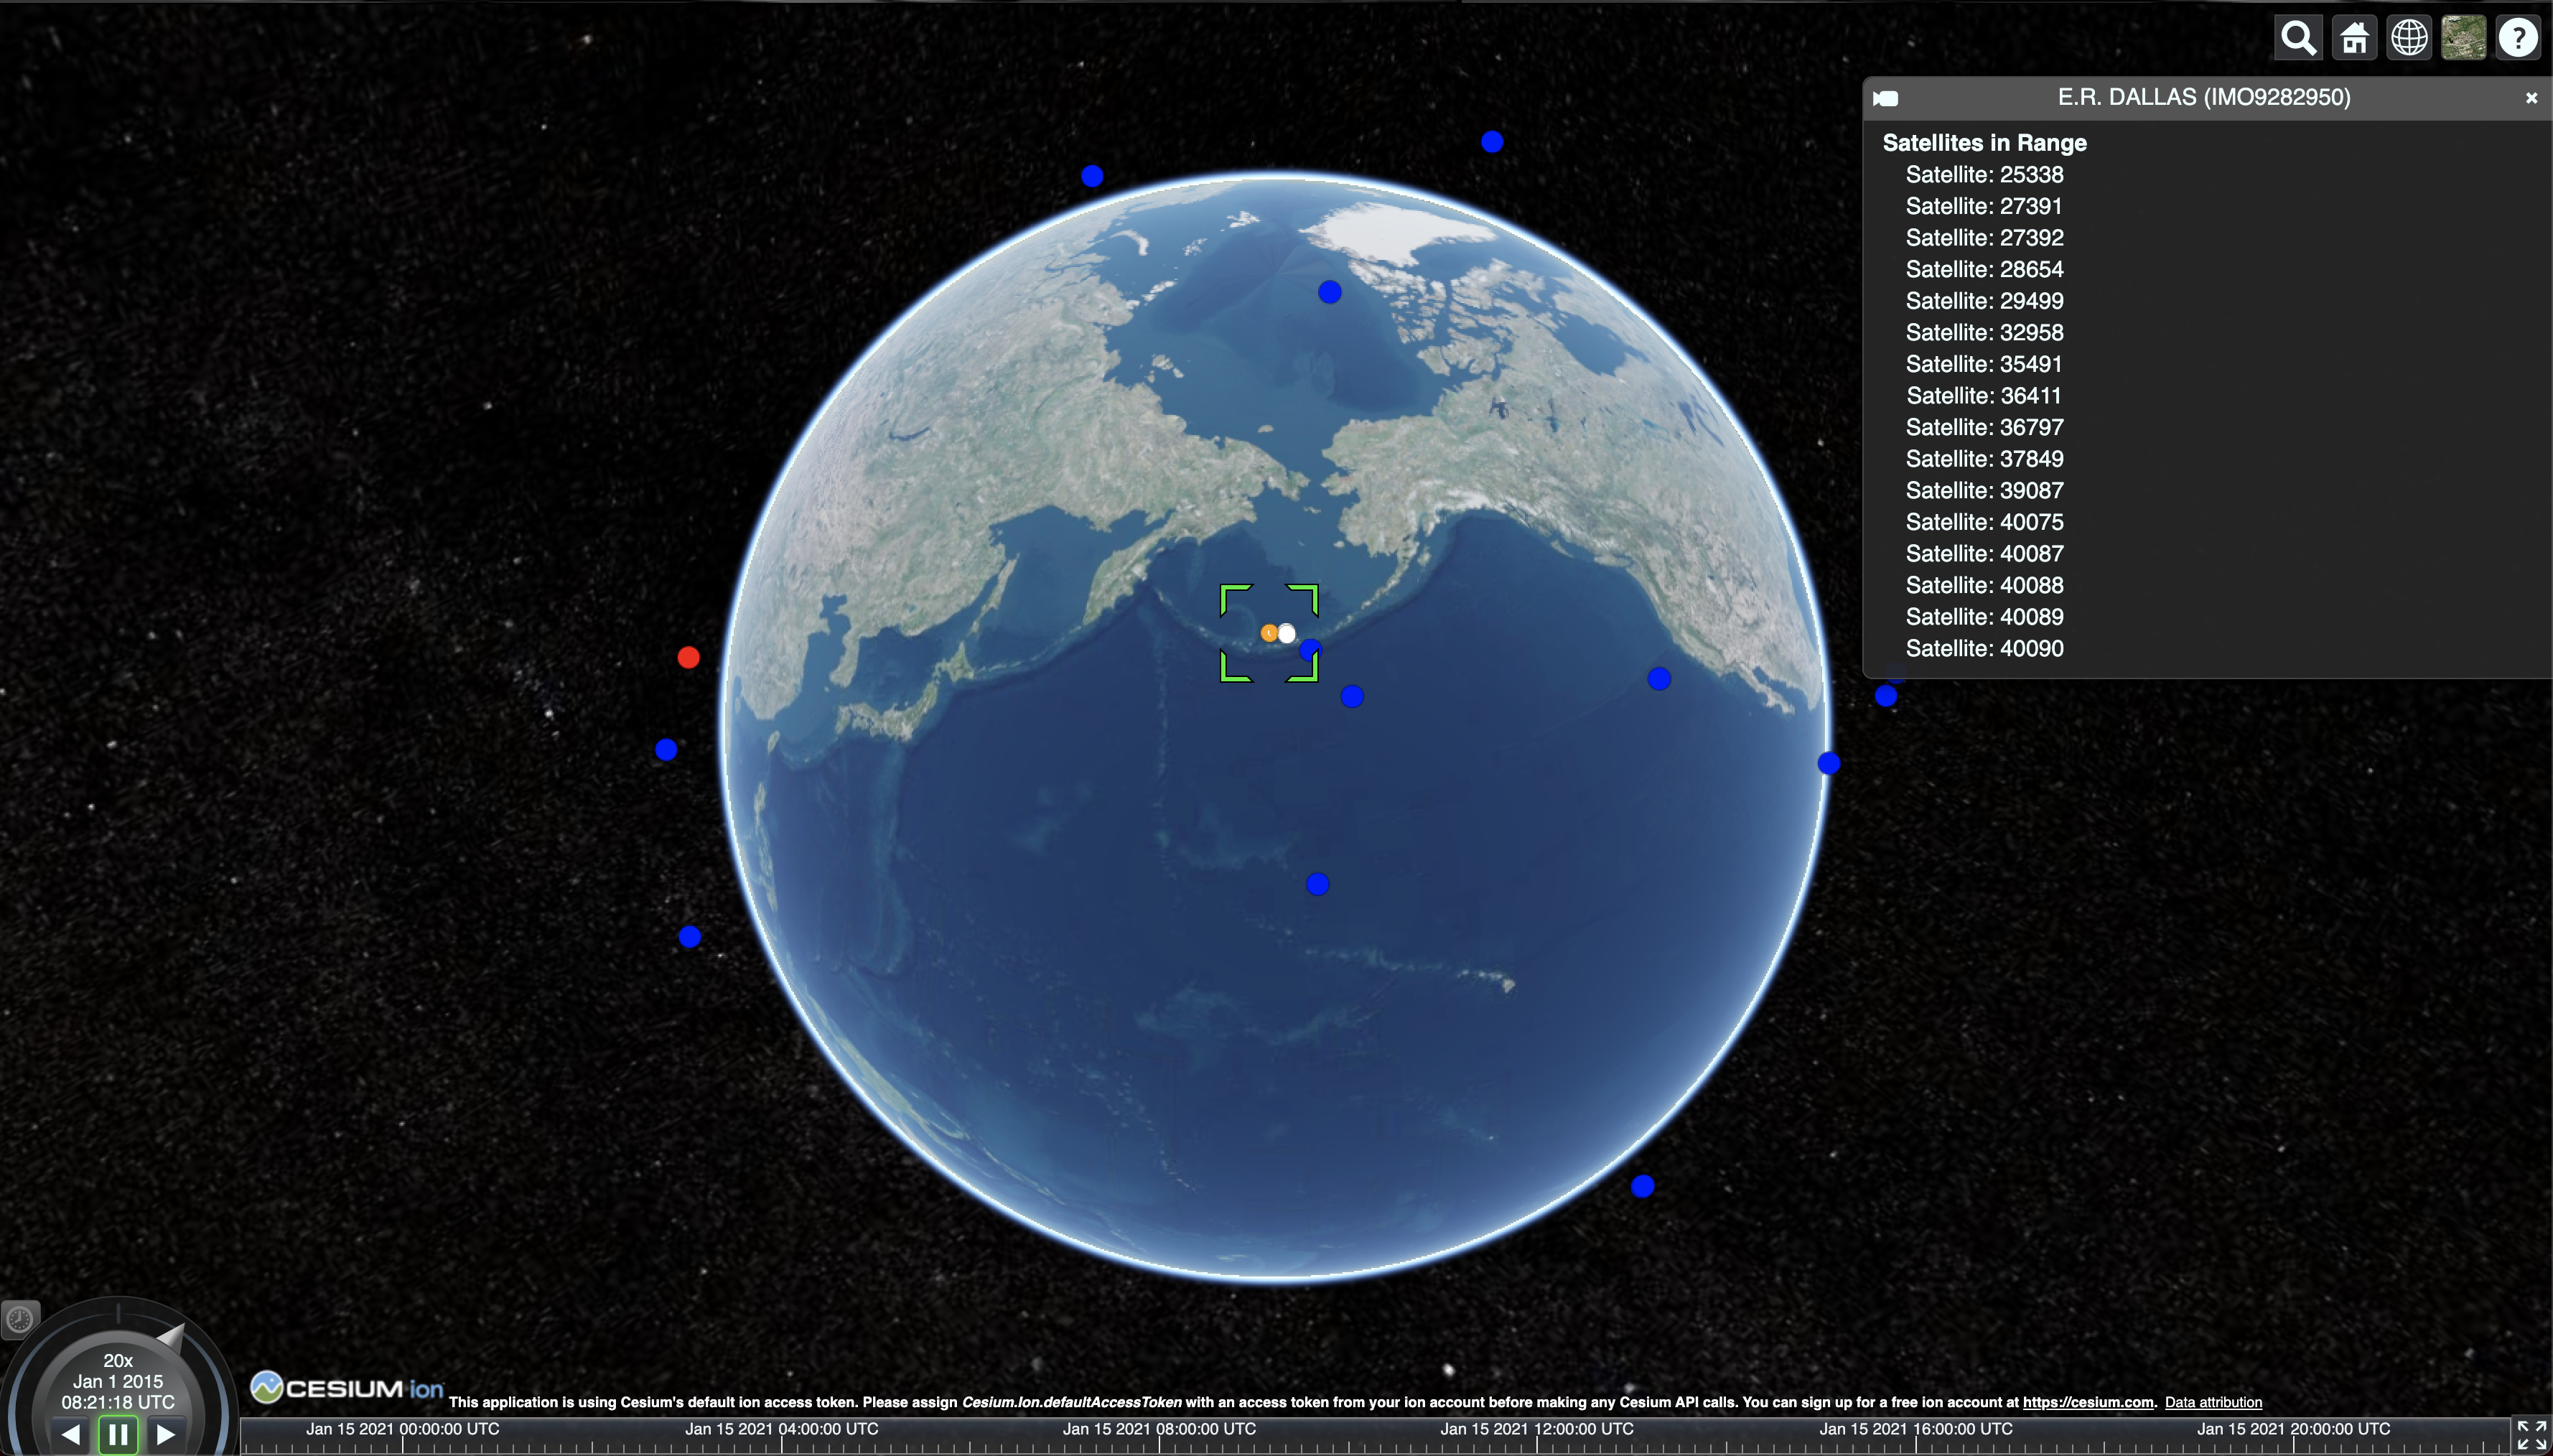 E.R. DALLAS (IMO9282950)
Satellites in Range
Satellite: 25338
Satellite: 27391
Satellite: 27392
Satellite: 28654
Satellite: 29499
Satellite: 32958
Satellite: 35491
Satellite: 36411
Satellite: 36797
Satellite: 37849
Satellite: 39087
Satellite: 40075
Satellite: 40087
Satellite: 40088
Satellite: 40089
Satellite: 40090
20x
Jan 1 2015
08:21:18 UTC
CESIUM ion
This application is using Cesium's default ion access token. Please assign Cesium.Ion.defaultAccessToken with an access token from your ion account before making any Cesium API calls. You can sign up for a free ion account at https://cesium.com. Data attribution
Jan 15 2021 00:00:00 UTC Jan 15 2021 04:00:00 UTC Jan 15 2021 08:00:00 UTC Jan 15 2021 12:00:00 UTC Jan 15 2021 16:00:00 UTC Jan 15 2021 20:00:00 UTC